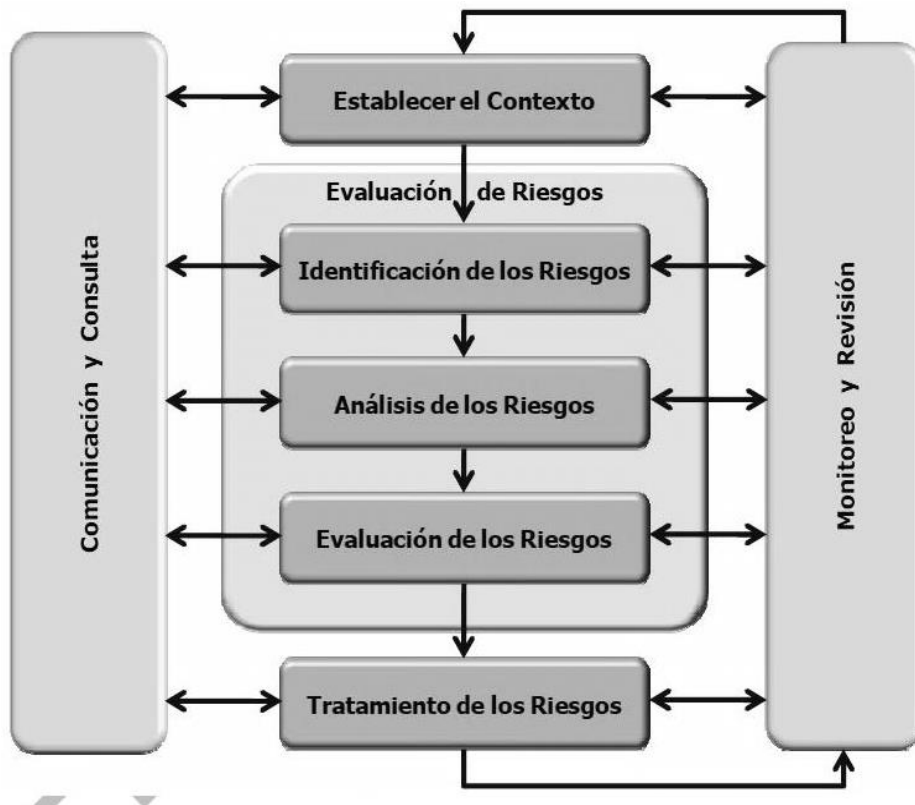 Establecer el Contexto
Evaluación de Riesgos
Identificación de los Riesgos
Análisis de los Riesgos
Evaluación de los Riesgos
Tratamiento de los Riesgos
Comunicación y Consulta
Monitoreo y Revisión